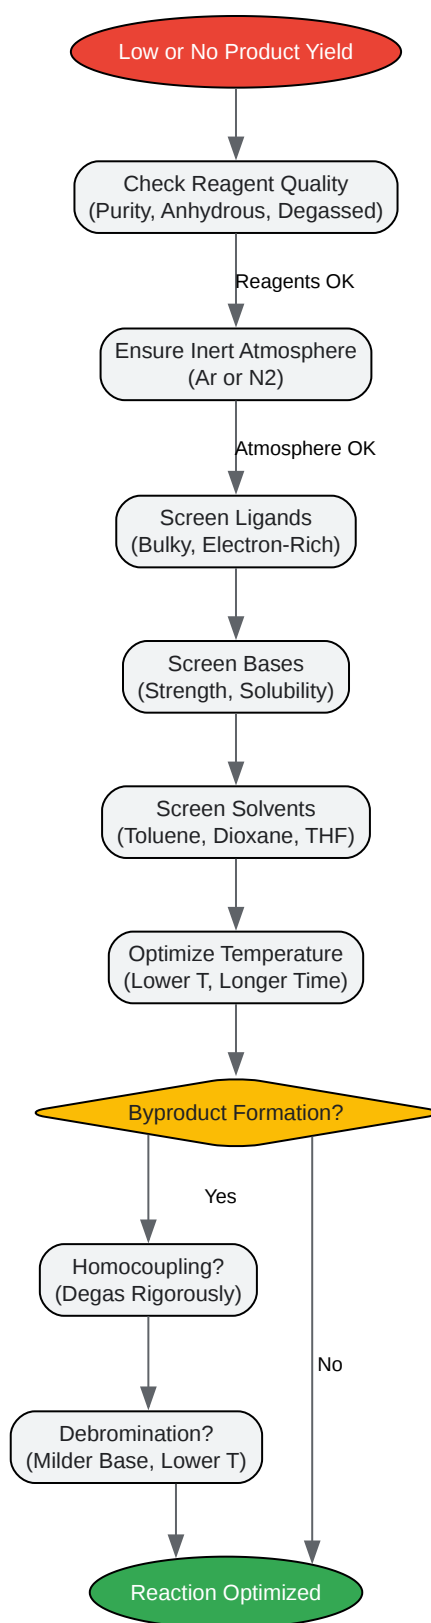 Low or No Product Yield
Check Reagent Quality
(Purity, Anhydrous, Degassed)
Reagents OK
Ensure Inert Atmosphere
(Ar or N2)
Atmosphere OK
Screen Ligands
(Bulky, Electron-Rich)
Screen Bases
(Strength, Solubility)
Screen Solvents
(Toluene, Dioxane, THF)
Optimize Temperature
(Lower T, Longer Time)
Byproduct Formation?
Yes
Homocoupling?
(Degas Rigorously)
No
Debromination?
(Milder Base, Lower T)
Reaction Optimized